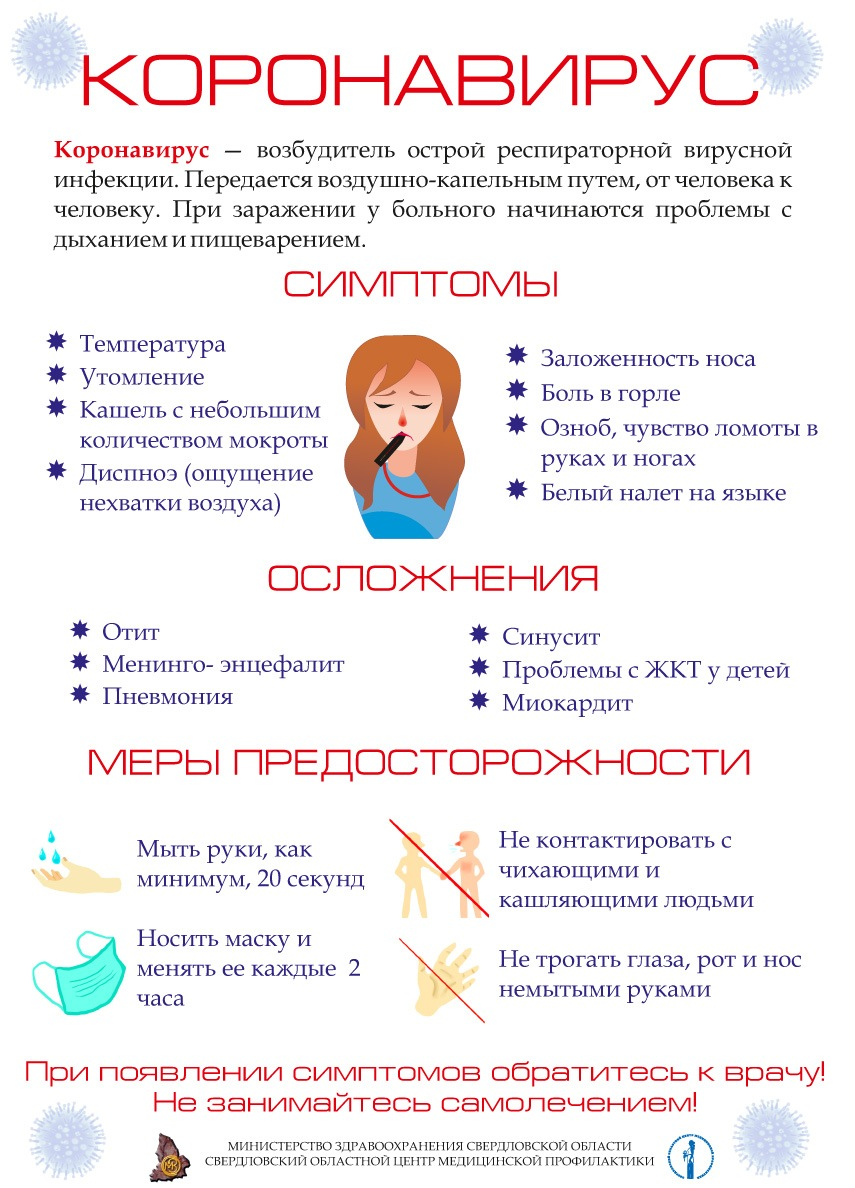 КОРОНАВИРУС
Коронавирус — возбудитель острой респираторной вирусной
инфекции. Передается воздушно-капельным путем, от человека к
человеку. При заражении у больного начинаются проблемы с
дыханием и пищеварением.
СИМПТОМЫ
Температура
Утомление
Кашель с небольшим
количеством мокроты
Диспноэ (ощущение
нехватки воздуха)
Заложенность носа
Боль в горле
Озноб, чувство ломоты в
руках и ногах
Белый налет на языке
ОСЛОЖНЕНИЯ
Отит
Менинго- энцефалит
Пневмония
Синусит
Проблемы с ЖКТ у детей
Миокардит
МЕРЫ ПРЕДОСТОРОЖНОСТИ
Мыть руки, как
минимум, 20 секунд
Носить маску и
менять ее каждые 2
часа
Не контактировать с
чихающими и
кашляющими людьми
Не трогать глаза, рот и нос
немытыми руками
При появлении симптомов обратитесь к врачу!
Не занимайтесь самолечением!
МИНИСТЕРСТВО ЗДРАВООХРАНЕНИЯ СВЕРДЛОВСКОЙ ОБЛАСТИ
СВЕРДЛОВСКИЙ ОБЛАСТНОЙ ЦЕНТР МЕДИЦИНСКОЙ ПРОФИЛАКТИКИ